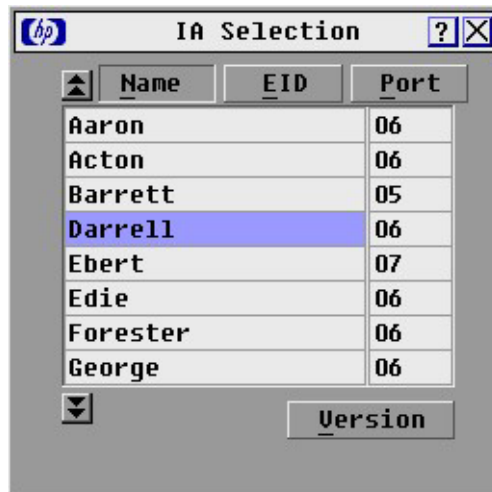 hp IA Selection ?
Name EID Port
Aaron 06
Acton 06
Barrett 05
Darrell 06
Ebert 07
Edie 06
Forester 06
George 06
Version